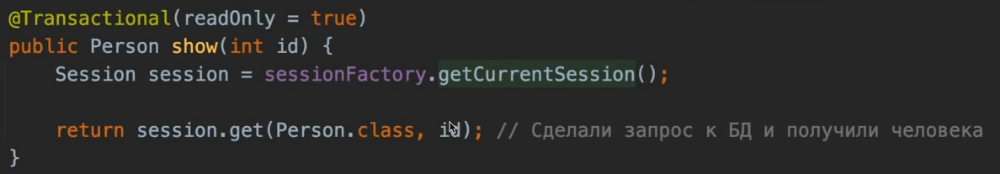 @Transactional(readOnly = true)
public Person show(int id) {
    Session session = sessionFactory.getCurrentSession();
    return session.get(Person.class, id); // Сделали запрос к БД и получили человека
}